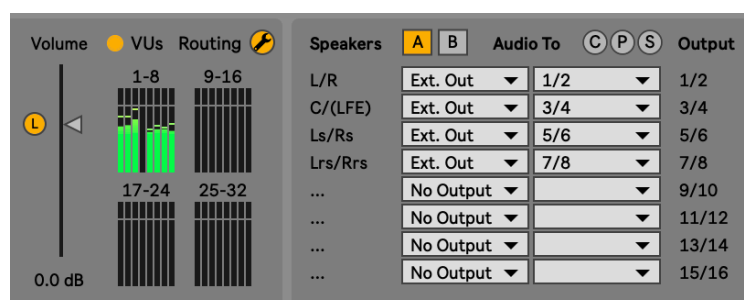 Volume VUs Routing
1-8 9-16
L
17-24 25-32
0.0 dB
Speakers A B Audio To C P S Output
L/R Ext. Out 1/2 1/2
C/(LFE) Ext. Out 3/4 3/4
Ls/Rs Ext. Out 5/6 5/6
Lrs/Rrs Ext. Out 7/8 7/8
... No Output 9/10
... No Output 11/12
... No Output 13/14
... No Output 15/16